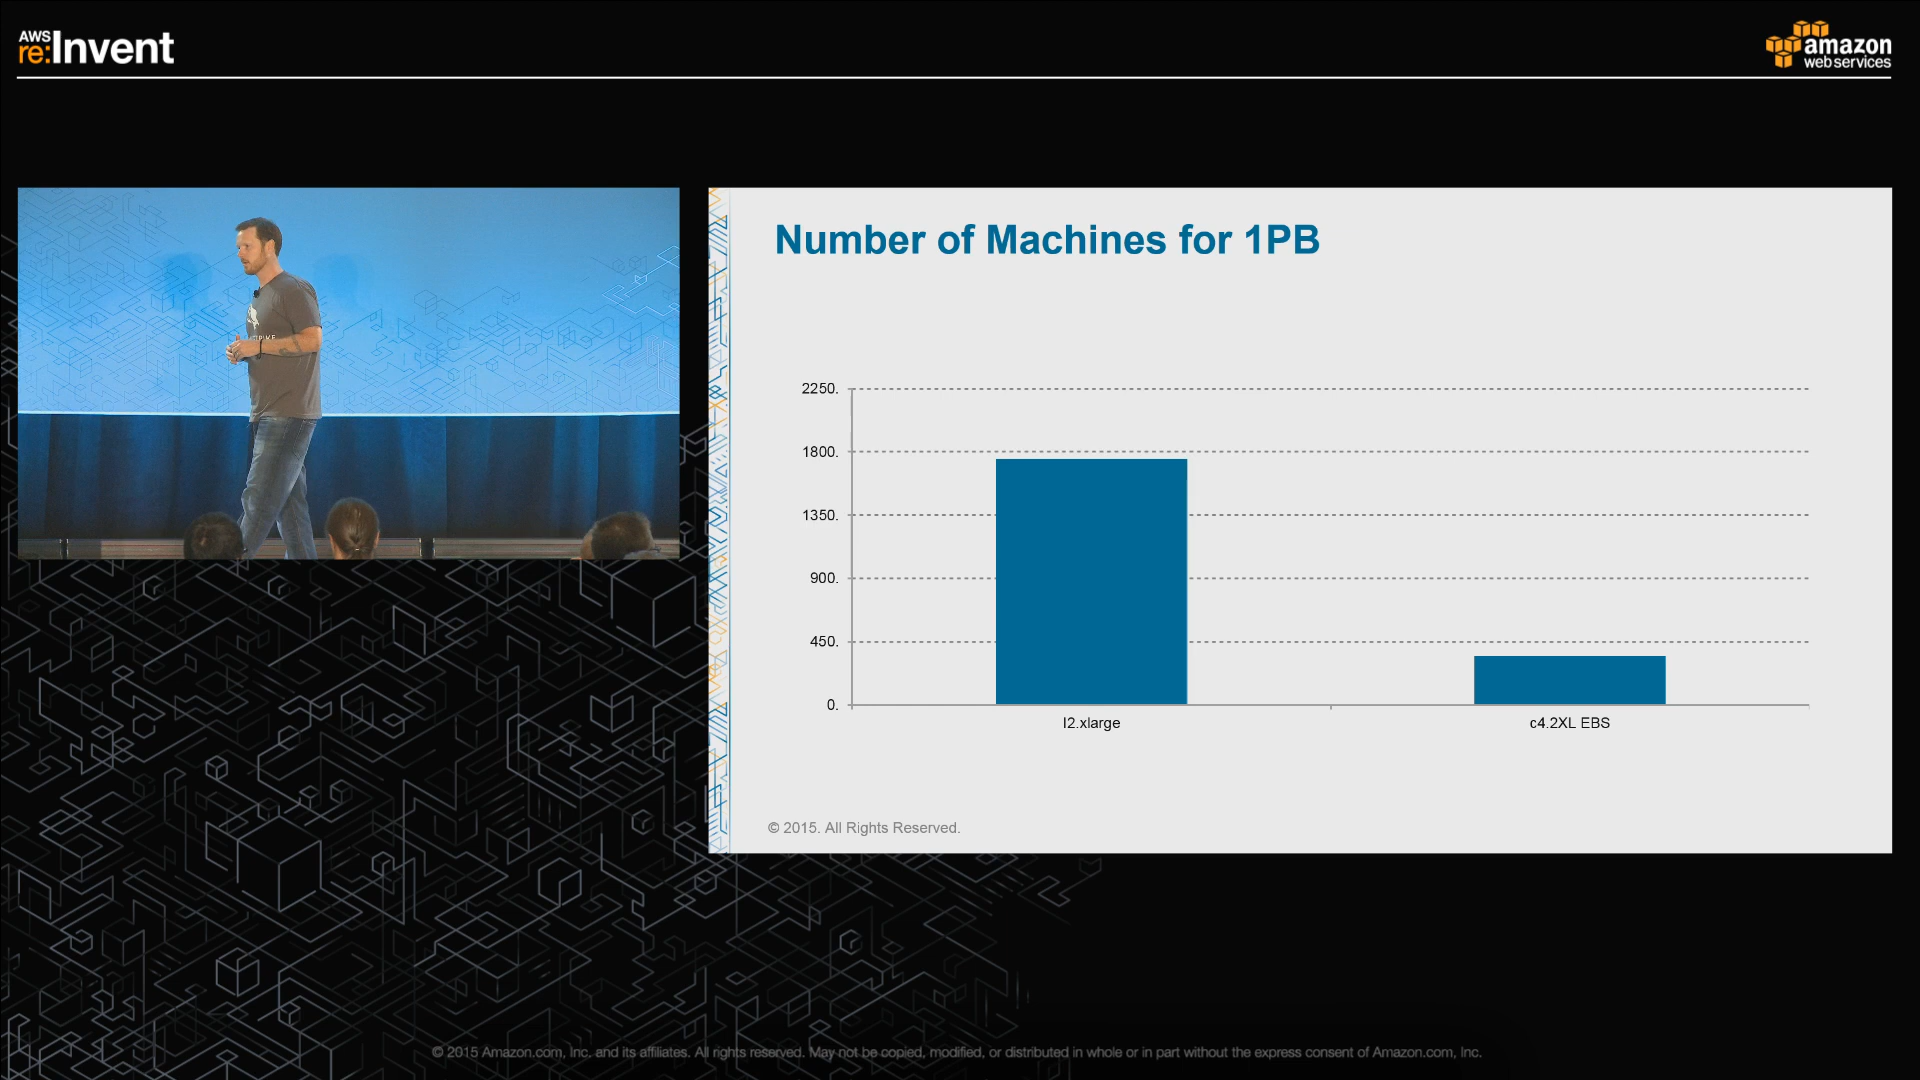 AWS
re:Invent
amazon
web services
Number of Machines for 1PB
2250.
1800.
1350.
900.
450.
0.
I2.xlarge
c4.2XL EBS
© 2015. All Rights Reserved.
© 2015 Amazon.com, Inc. and its affiliates. All rights reserved. May not be copied, modified, or distributed in whole or in part without the express consent of Amazon.com, Inc.